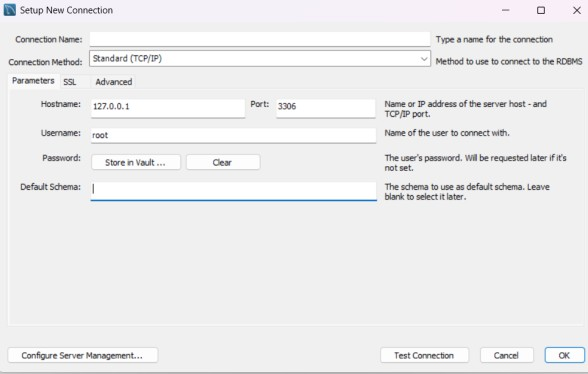 Setup New Connection
Connection Name:
Type a name for the connection
Connection Method: Standard (TCP/IP)
Method to use to connect to the RDBMS
Parameters SSL Advanced
Hostname: 127.0.0.1 Port: 3306
Name or IP address of the server host - and
TCP/IP port.
Username: root
Name of the user to connect with.
Password: Store in Vault ... Clear
The user's password. Will be requested later if it's
not set.
Default Schema:
The schema to use as default schema. Leave
blank to select it later.
Configure Server Management... Test Connection Cancel OK